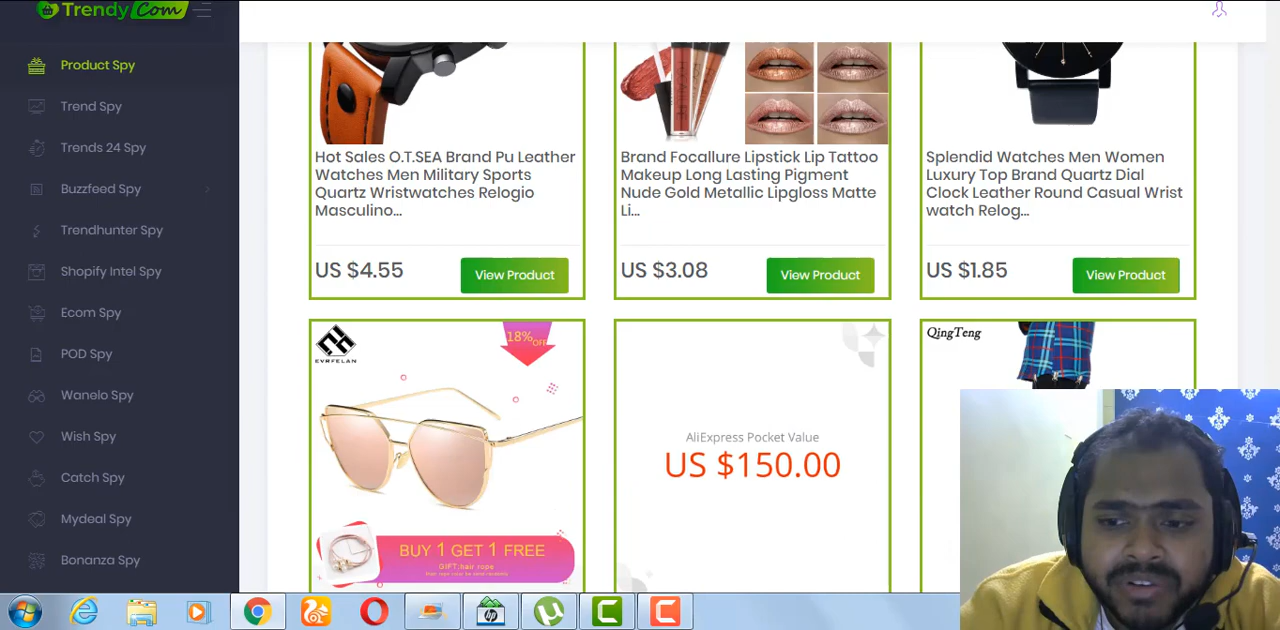 TrendyCom
Product Spy
Trend Spy
Trends 24 Spy
Buzzfeed Spy
Trendhunter Spy
Shopify Intel Spy
Ecom Spy
POD Spy
Wanelo Spy
Wish Spy
Catch Spy
Mydeal Spy
Bonanza Spy
Hot Sales O.T.SEA Brand Pu Leather
Watches Men Military Sports
Quartz Wristwatches Relogio
Masculino...
US $4.55
View Product
Brand Focallure Lipstick Lip Tattoo
Makeup Long Lasting Pigment
Nude Gold Metallic Lipgloss Matte
Li...
US $3.08
View Product
Splendid Watches Men Women
Luxury Top Brand Quartz Dial
Clock Leather Round Casual Wrist
watch Relog...
US $1.85
View Product
EVRFELAN
18% OFF
BUY 1 GET 1 FREE
GIFT:hair rope
AliExpress Pocket Value
US $150.00
QingTeng